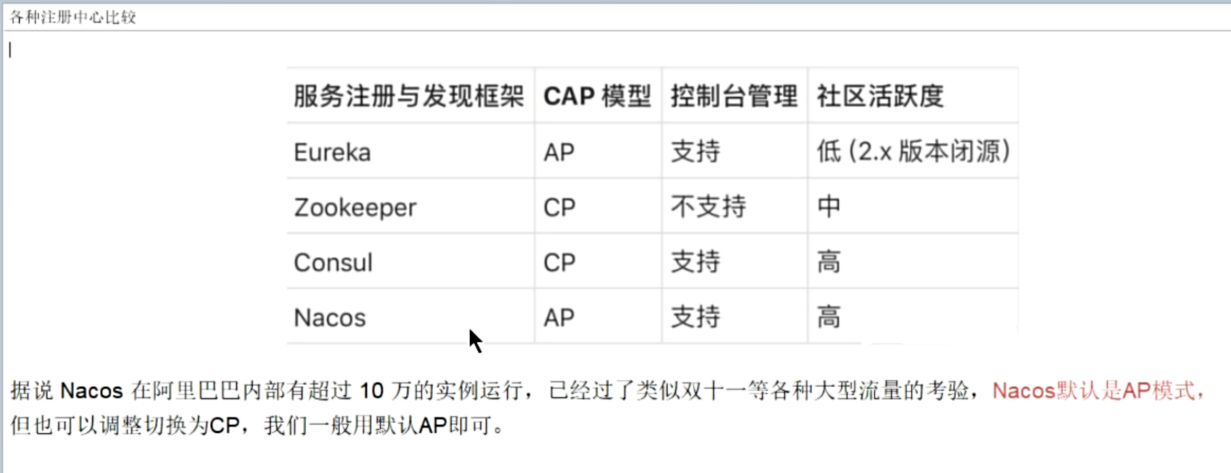 各种注册中心比较
服务注册与发现框架 CAP 模型 控制台管理 社区活跃度
Eureka AP 支持 低 (2.x 版本闭源)
Zookeeper CP 不支持 中
Consul CP 支持 高
Nacos AP 支持 高
据说 Nacos 在阿里巴巴内部有超过 10 万的实例运行，已经过了类似双十一等各种大型流量的考验，Nacos默认是AP模式，
但也可以调整切换为CP，我们一般用默认AP即可。